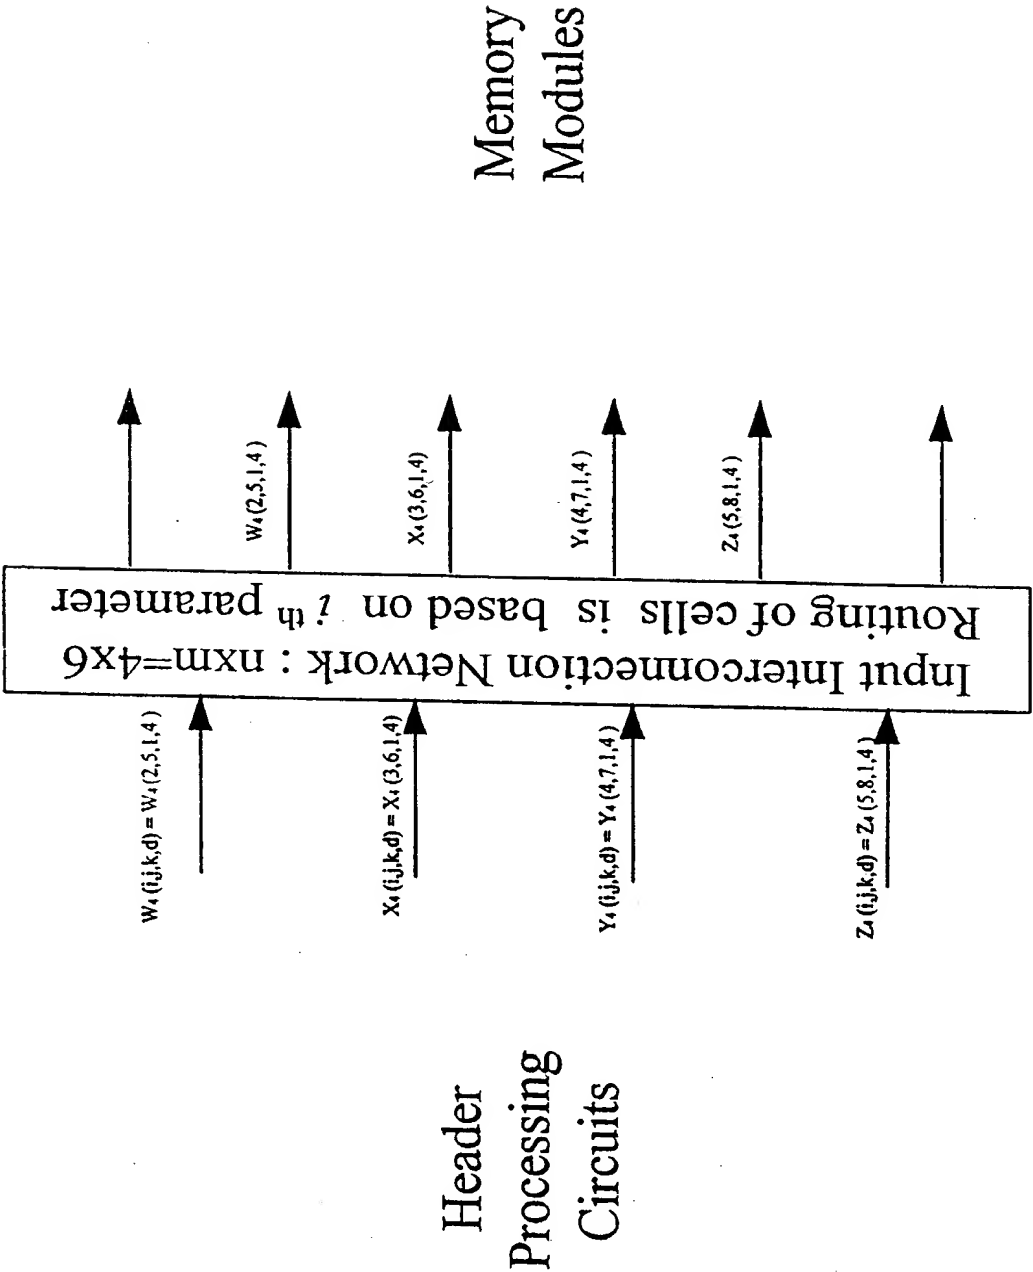 Header
Processing
Circuits
W₄(i,j,k,d) = W₄(2,5,1,4)
X₄(i,j,k,d) = X₄(3,6,1,4)
Y₄(i,j,k,d) = Y₄(4,7,1,4)
Z₄(i,j,k,d) = Z₄(5,8,1,4)
Input Interconnection Network : nxm=4x6
Routing of cells is based on i th parameter
W₄(2,5,1,4)
X₄(3,6,1,4)
Y₄(4,7,1,4)
Z₄(5,8,1,4)
Memory
Modules